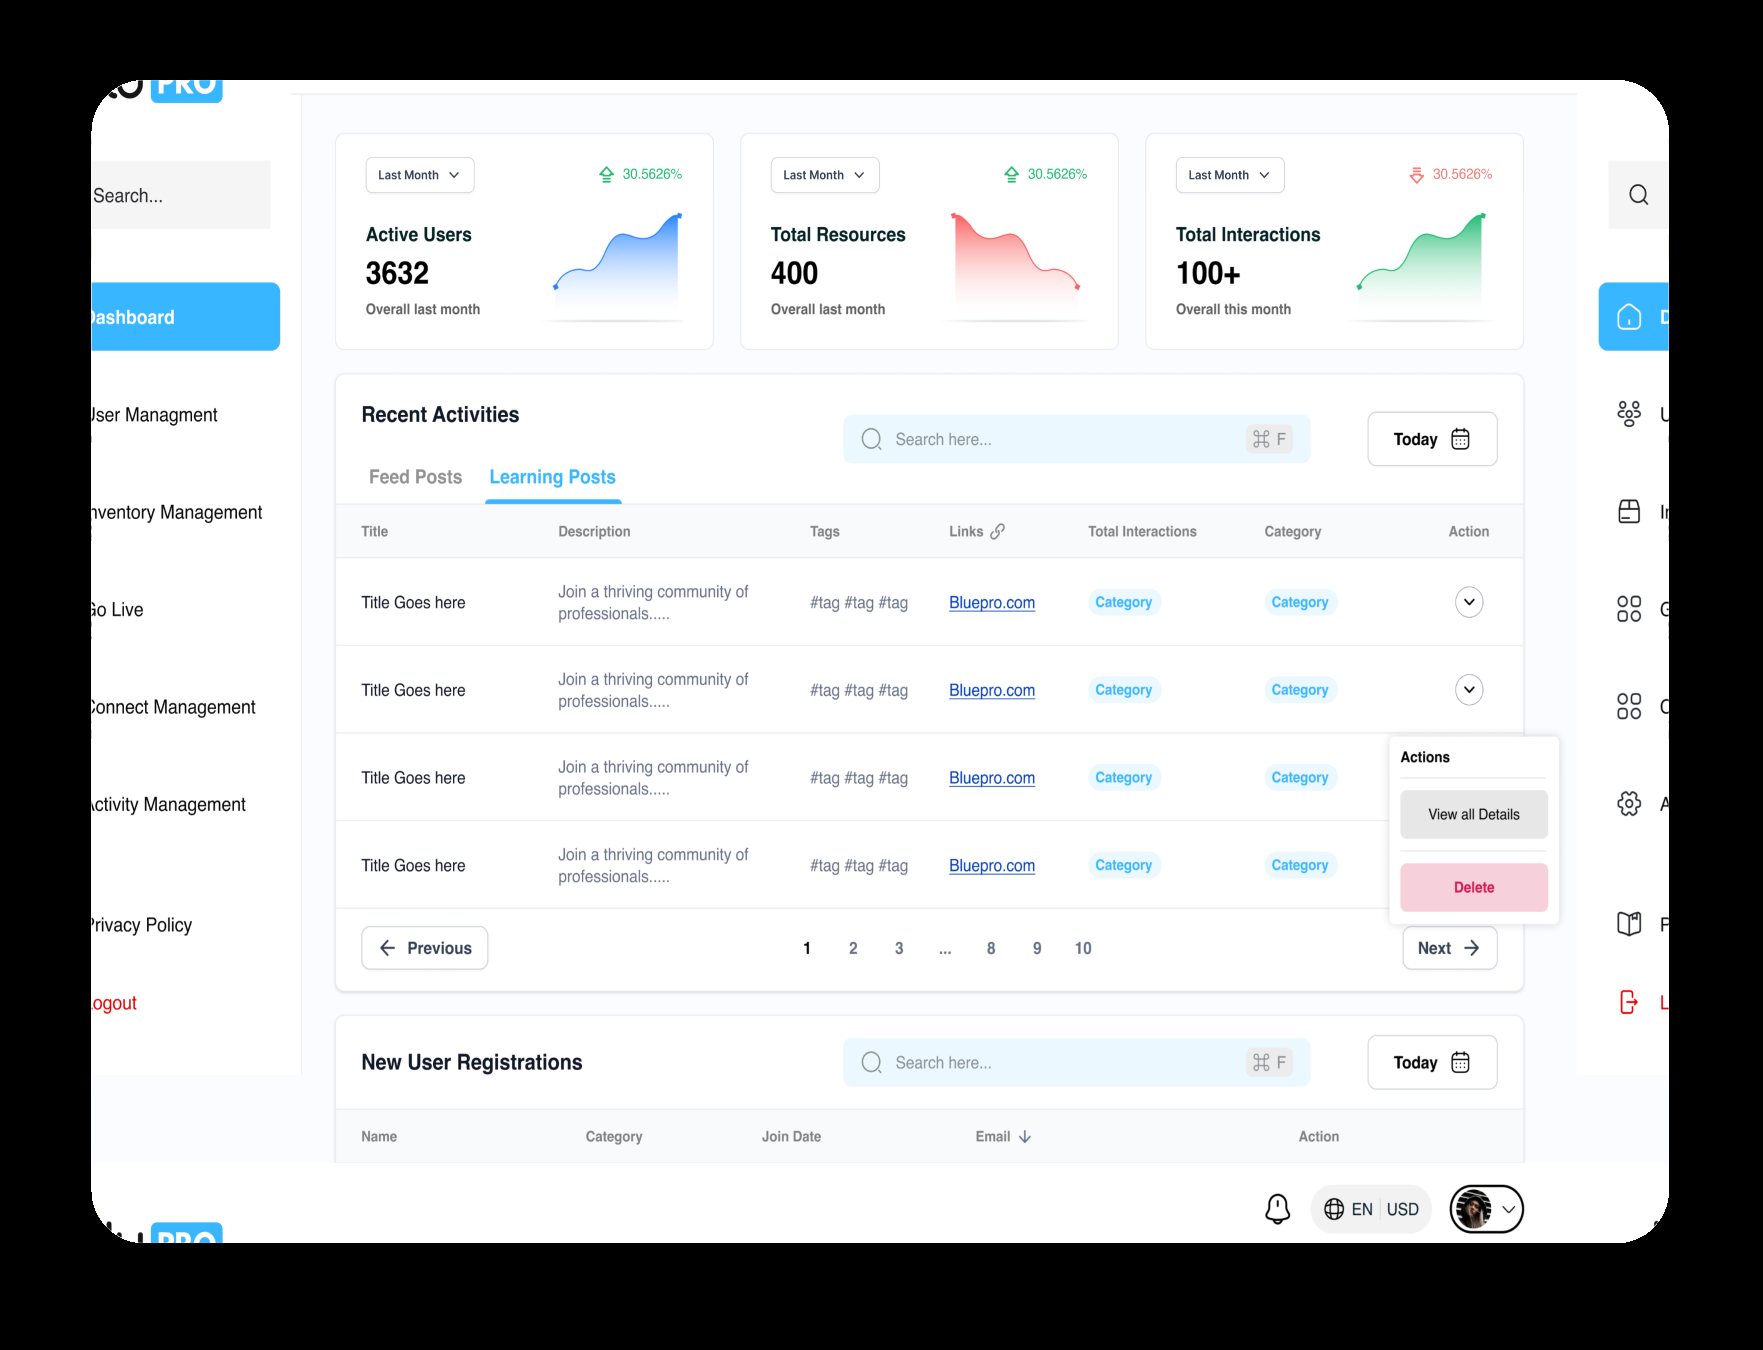 PRO
Search...
Dashboard
User Managment
Inventory Management
Go Live
Connect Management
Activity Management
Privacy Policy
Logout
Last Month
30.5626%
Active Users
3632
Overall last month
Last Month
30.5626%
Total Resources
400
Overall last month
Last Month
30.5626%
Total Interactions
100+
Overall this month
Recent Activities
Search here...
⌘ F
Today
Feed Posts
Learning Posts
Title Description Tags Links Total Interactions Category Action
Title Goes here
Join a thriving community of
professionals.....
#tag #tag #tag
Bluepro.com
Category
Category
Title Goes here
Join a thriving community of
professionals.....
#tag #tag #tag
Bluepro.com
Category
Category
Title Goes here
Join a thriving community of
professionals.....
#tag #tag #tag
Bluepro.com
Category
Category
Title Goes here
Join a thriving community of
professionals.....
#tag #tag #tag
Bluepro.com
Category
Category
Actions
View all Details
Delete
Previous
1 2 3 ... 8 9 10
Next
New User Registrations
Search here...
⌘ F
Today
Name Category Join Date Email Action
EN USD
PRO